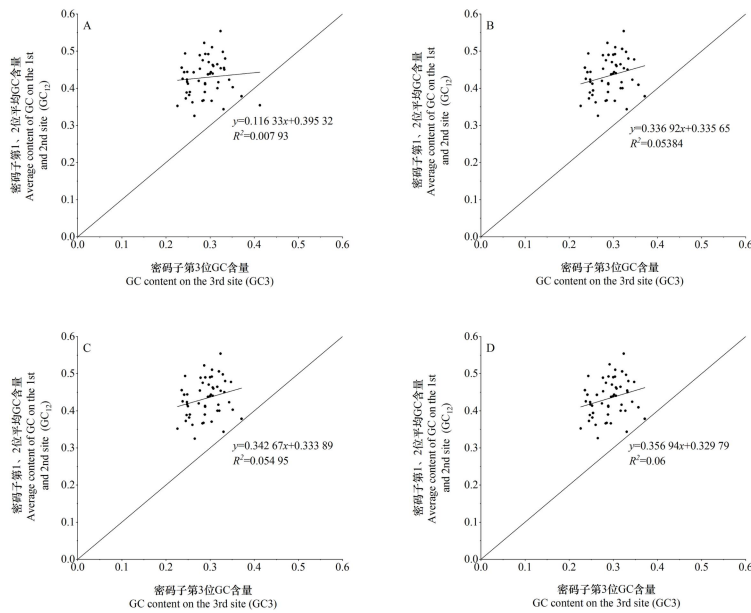 A
0.6
0.5
0.4
0.3
0.2
0.1
0.0
密码子第1、2位平均GC含量
Average content of GC on the 1st
and 2nd site (GC12)
y=0.116 33x+0.395 32
R2=0.007 93
0.0 0.1 0.2 0.3 0.4 0.5 0.6
密码子第3位GC含量
GC content on the 3rd site (GC3)
B
0.6
0.5
0.4
0.3
0.2
0.1
0.0
密码子第1、2位平均GC含量
Average content of GC on the 1st
and 2nd site (GC12)
y=0.336 92x+0.335 65
R2=0.05384
0.0 0.1 0.2 0.3 0.4 0.5 0.6
密码子第3位GC含量
GC content on the 3rd site (GC3)
C
0.6
0.5
0.4
0.3
0.2
0.1
0.0
密码子第1、2位平均GC含量
Average content of GC on the 1st
and 2nd site (GC12)
y=0.342 67x+0.333 89
R2=0.054 95
0.0 0.1 0.2 0.3 0.4 0.5 0.6
密码子第3位GC含量
GC content on the 3rd site (GC3)
D
0.6
0.5
0.4
0.3
0.2
0.1
0.0
密码子第1、2位平均GC含量
Average content of GC on the 1st
and 2nd site (GC12)
y=0.356 94x+0.329 79
R2=0.06
0.0 0.1 0.2 0.3 0.4 0.5 0.6
密码子第3位GC含量
GC content on the 3rd site (GC3)